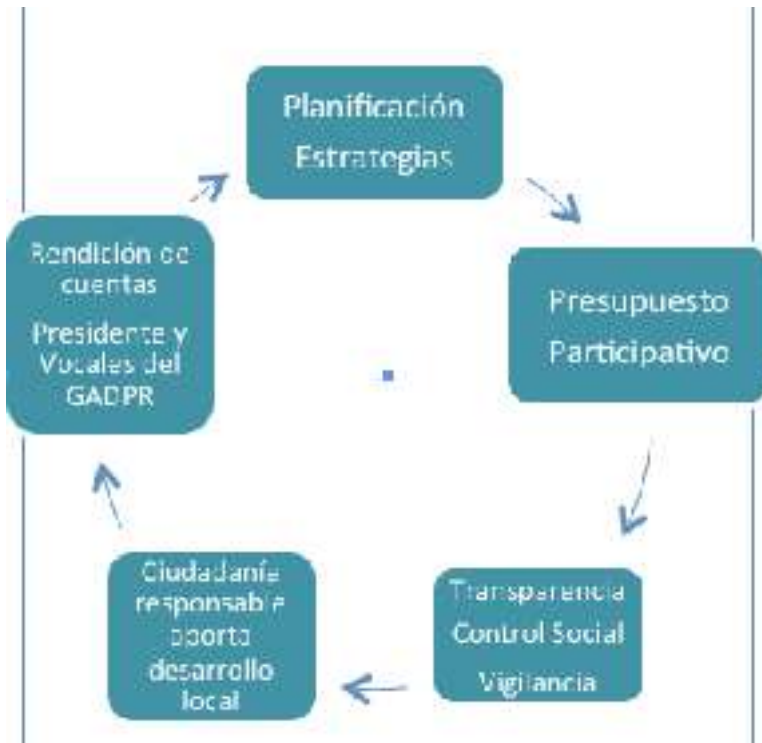 Planificación
Estrategias
Presupuesto
Participativo
Transparencia
Control Social
Vigilancia
Ciudadanía
responsable
aporta
desarrollo
local
Rendición de
cuentas
Presidente y
Vocales del
GADPR